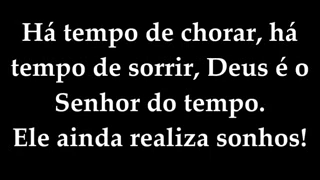 Há tempo de chorar, há
tempo de sorrir, Deus é o
Senhor do tempo.
Ele ainda realiza sonhos!